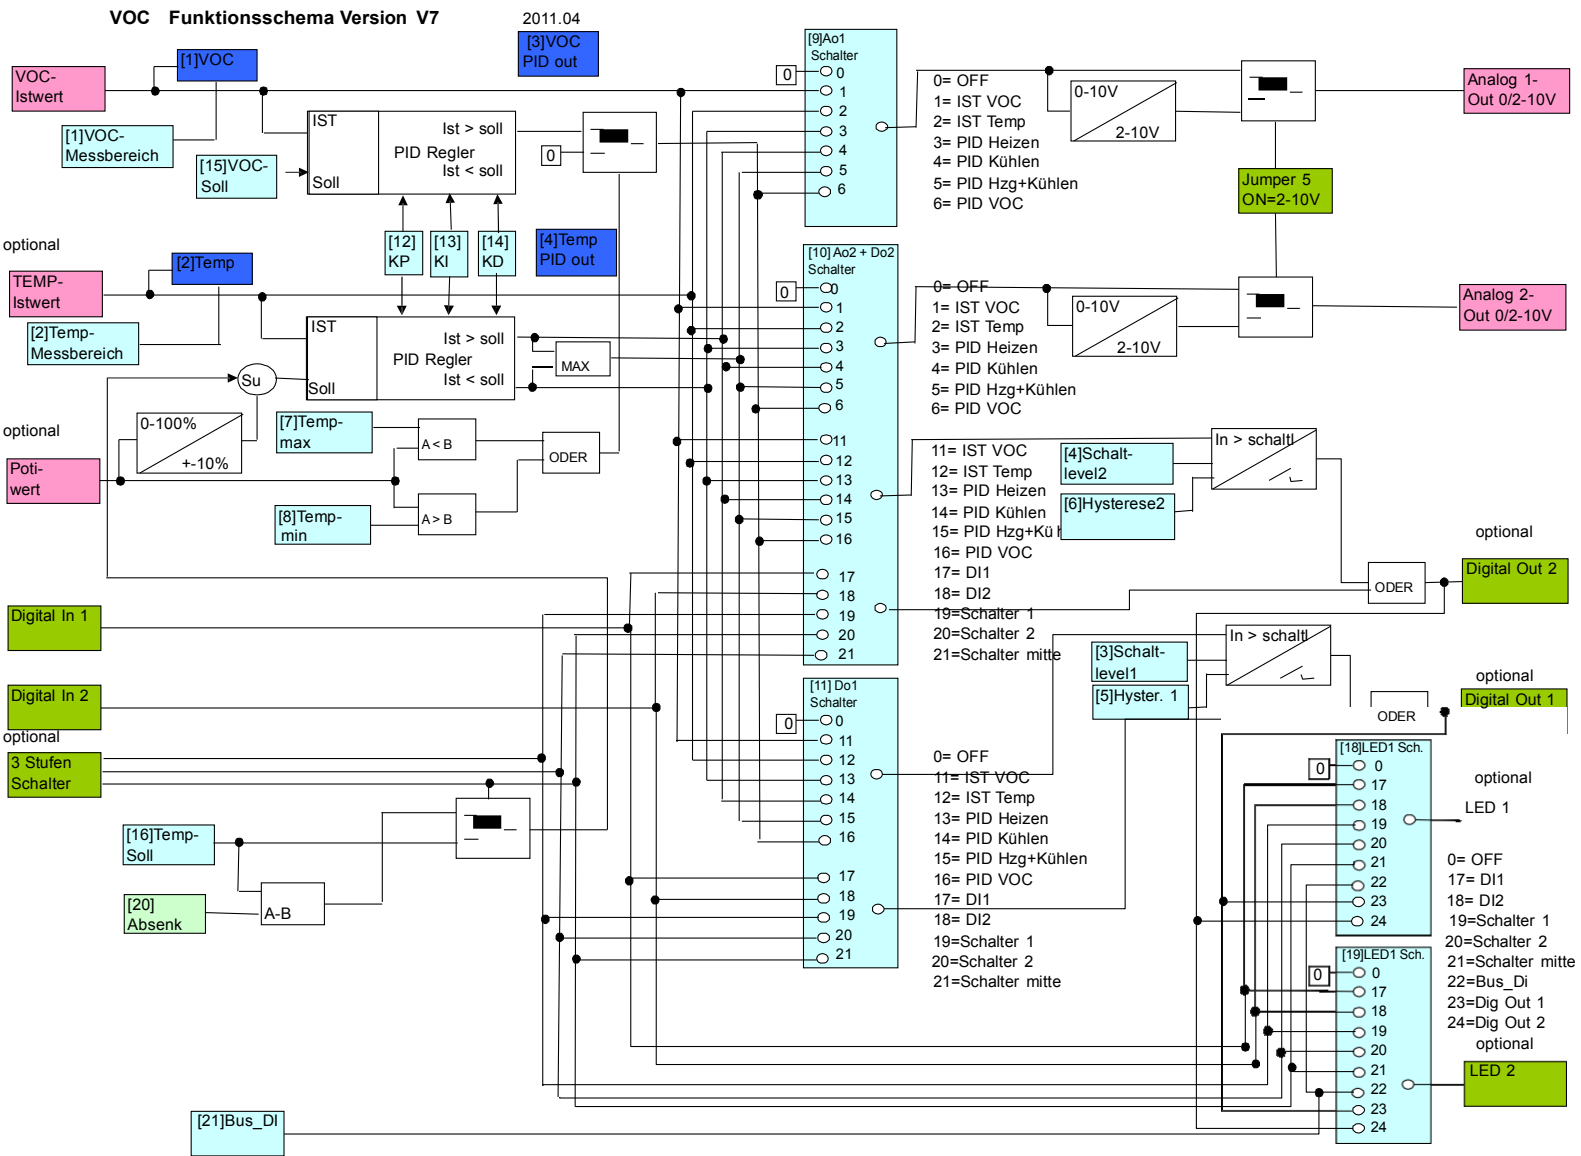 VOC Funktionsschema Version V7
2011.04
[3]VOC
PID out
[1]VOC
VOC-
Istwert
[1]VOC-
Messbereich
[15]VOC-
Soll
IST
Soll
Ist > soll
PID Regler
Ist < soll
0
[12]
KP
[13]
KI
[14]
KD
[4]Temp
PID out
optional
[2]Temp
TEMP-
Istwert
[2]Temp-
Messbereich
IST
Soll
Ist > soll
PID Regler
Ist < soll
MAX
Su
0-100%
+-10%
optional
Poti-
wert
[7]Temp-
max
A < B
[8]Temp-
min
A > B
ODER
Digital In 1
Digital In 2
optional
3 Stufen
Schalter
[16]Temp-
Soll
[20]
Absenk
A-B
[21]Bus_DI
[9]Ao1
Schalter
0
0
1
2
3
4
5
6
0= OFF
1= IST VOC
2= IST Temp
3= PID Heizen
4= PID Kühlen
5= PID Hzg+Kühlen
6= PID VOC
0-10V
2-10V
Analog 1-
Out 0/2-10V
Jumper 5
ON=2-10V
[10] Ao2 + Do2
Schalter
0
0
1
2
3
4
5
6
11
12
13
14
15
16
17
18
19
20
21
0= OFF
1= IST VOC
2= IST Temp
3= PID Heizen
4= PID Kühlen
5= PID Hzg+Kühlen
6= PID VOC
0-10V
2-10V
Analog 2-
Out 0/2-10V
11= IST VOC
12= IST Temp
13= PID Heizen
14= PID Kühlen
15= PID Hzg+Kü
16= PID VOC
17= DI1
18= DI2
19=Schalter 1
20=Schalter 2
21=Schalter mitte
[4]Schalt-
level2
[6]Hysterese2
In > schaltl
ODER
optional
Digital Out 2
[3]Schalt-
level1
[5]Hyster. 1
In > schaltl
ODER
optional
Digital Out 1
[11] Do1
Schalter
0
0
11
12
13
14
15
16
17
18
19
20
21
0= OFF
11= IST VOC
12= IST Temp
13= PID Heizen
14= PID Kühlen
15= PID Hzg+Kühlen
16= PID VOC
17= DI1
18= DI2
19=Schalter 1
20=Schalter 2
21=Schalter mitte
[18]LED1 Sch.
0
0
17
18
19
20
21
22
23
24
optional
LED 1
0= OFF
17= DI1
18= DI2
19=Schalter 1
20=Schalter 2
21=Schalter mitte
22=Bus_Di
23=Dig Out 1
24=Dig Out 2
optional
[19]LED1 Sch.
0
0
17
18
19
20
21
22
23
24
LED 2